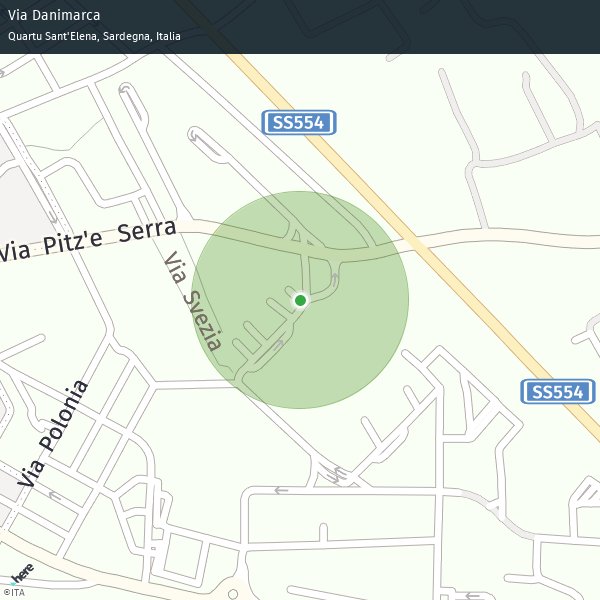 Via Danimarca
Quartu Sant'Elena, Sardegna, Italia
SS554
Via Pitz'e Serra
Via Svezia
SS554
Via Polonia
here
©ITA